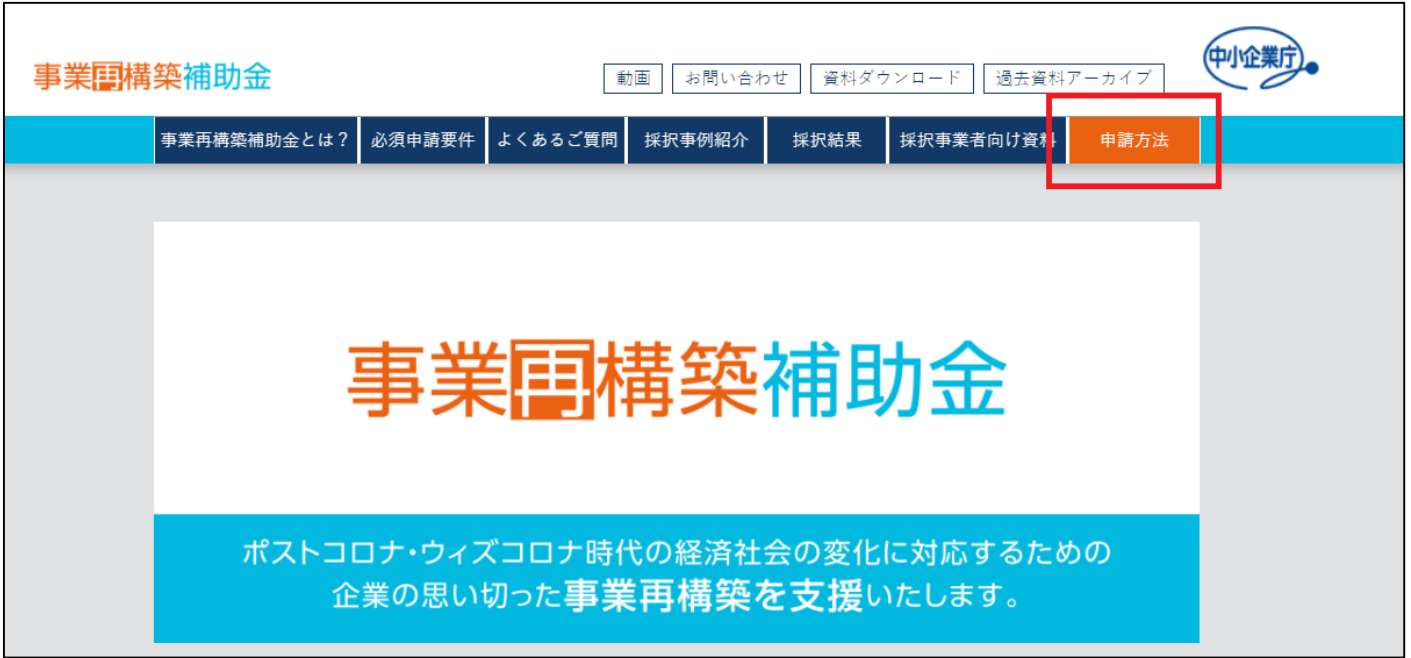 事業再構築補助金
動画 お問い合わせ 資料ダウンロード 過去資料アーカイブ
中小企業庁
事業再構築補助金とは？ 必須申請要件 よくあるご質問 採択事例紹介 採択結果 採択事業者向け資料 申請方法
事業再構築補助金
ポストコロナ・ウィズコロナ時代の経済社会の変化に対応するための
企業の思い切った事業再構築を支援いたします。